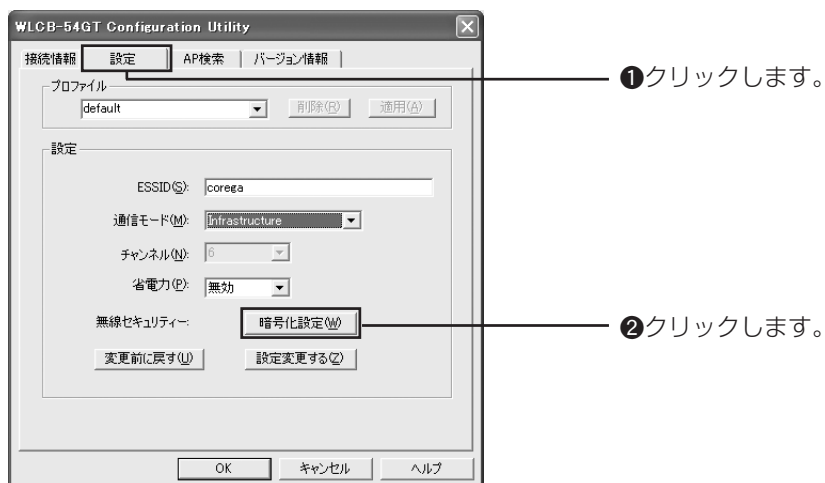 WLCB-54GT Configuration Utility
接続情報 設定 AP検索 バージョン情報
❶クリックします。
プロファイル
default 削除(R) 適用(A)
設定
ESSID(S): corega
通信モード(M): Infrastructure
チャンネル(N): 6
省電力(P): 無効
無線セキュリティー: 暗号化設定(W)
❷クリックします。
変更前に戻す(U) 設定変更する(Z)
OK キャンセル ヘルプ